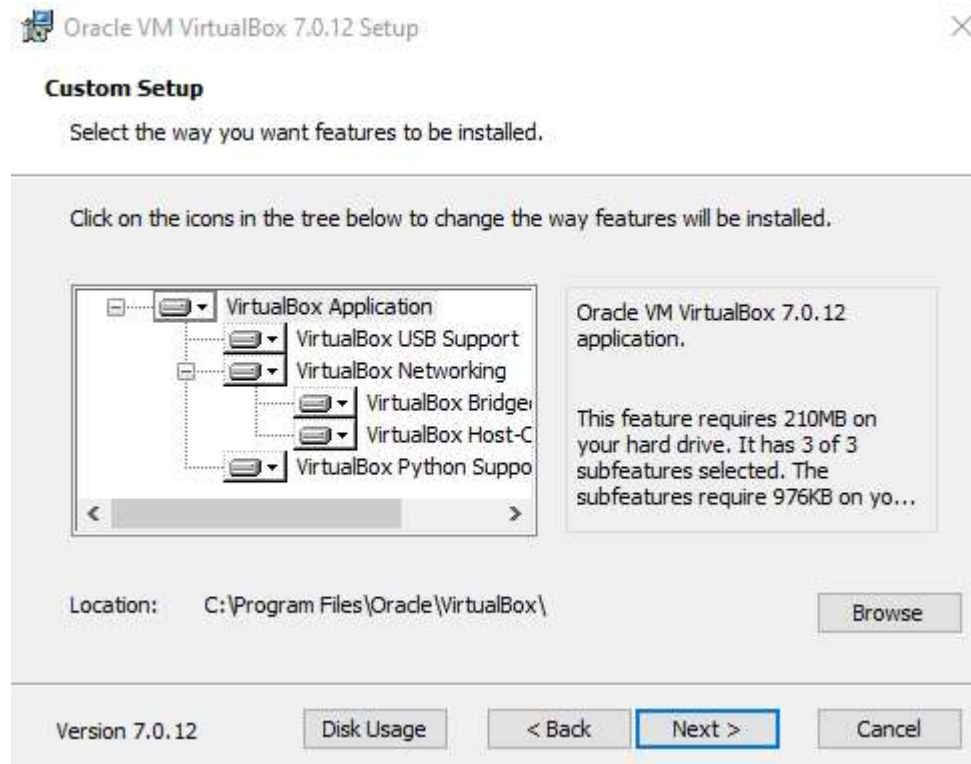 Oracle VM VirtualBox 7.0.12 Setup
Custom Setup
Select the way you want features to be installed.
Click on the icons in the tree below to change the way features will be installed.
VirtualBox Application
VirtualBox USB Support
VirtualBox Networking
VirtualBox Bridge
VirtualBox Host-C
VirtualBox Python Suppo
Oracle VM VirtualBox 7.0.12
application.
This feature requires 210MB on
your hard drive. It has 3 of 3
subfeatures selected. The
subfeatures require 976KB on yo...
Location: C:\Program Files\Oracle\VirtualBox\
Browse
Version 7.0.12
Disk Usage
< Back
Next >
Cancel